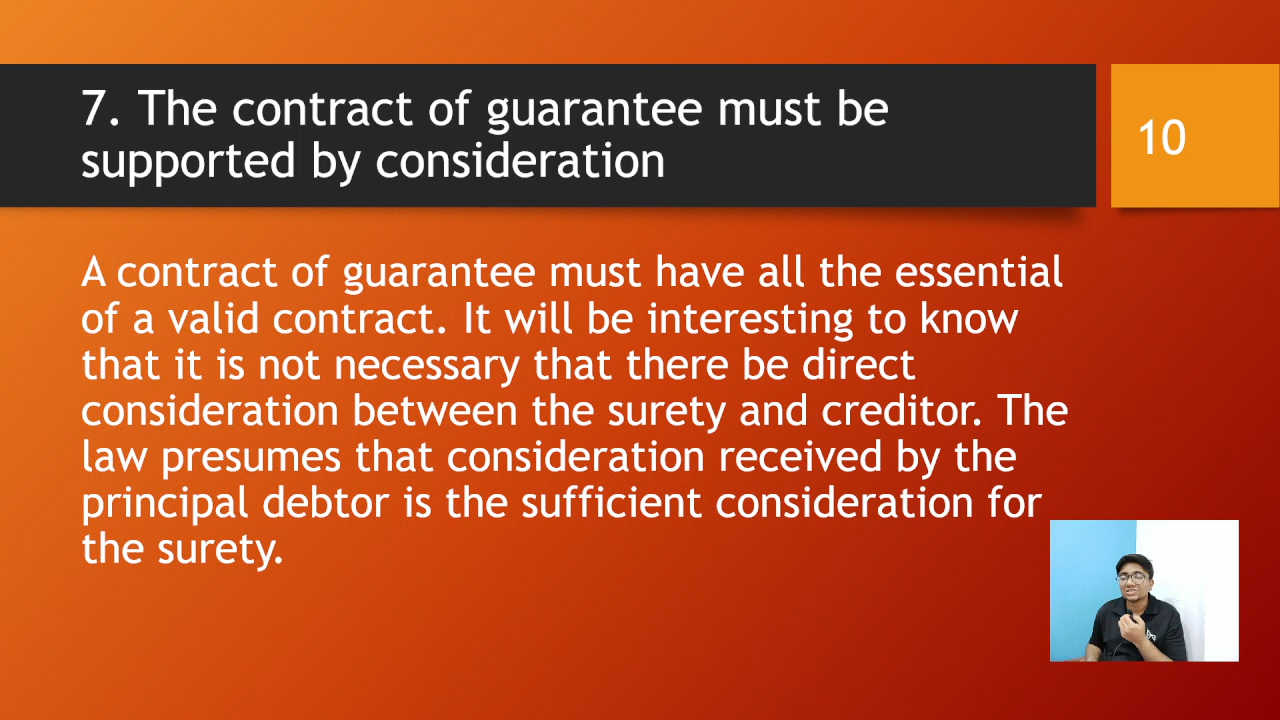 7. The contract of guarantee must be
supported by consideration
10
A contract of guarantee must have all the essential
of a valid contract. It will be interesting to know
that it is not necessary that there be direct
consideration between the surety and creditor. The
law presumes that consideration received by the
principal debtor is the sufficient consideration for
the surety.